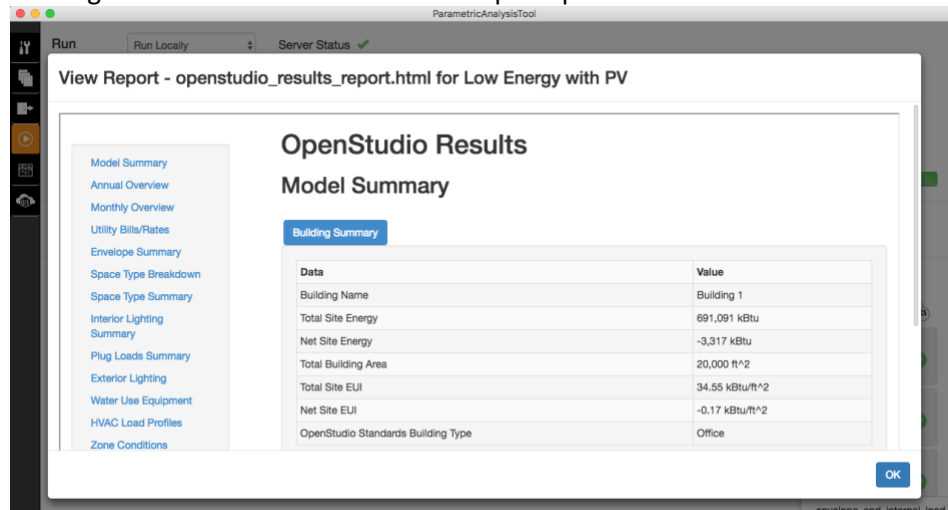 ParametricAnalysisTool
Run Run Locally Server Status
View Report - openstudio_results_report.html for Low Energy with PV
Model Summary
Annual Overview
Monthly Overview
Utility Bills/Rates
Envelope Summary
Space Type Breakdown
Space Type Summary
Interior Lighting
Summary
Plug Loads Summary
Exterior Lighting
Water Use Equipment
HVAC Load Profiles
Zone Conditions
OpenStudio Results
Model Summary
Building Summary
Data Value
Building Name Building 1
Total Site Energy 691,091 kBtu
Net Site Energy -3,317 kBtu
Total Building Area 20,000 ft^2
Total Site EUI 34.55 kBtu/ft^2
Net Site EUI -0.17 kBtu/ft^2
OpenStudio Standards Building Type Office
OK